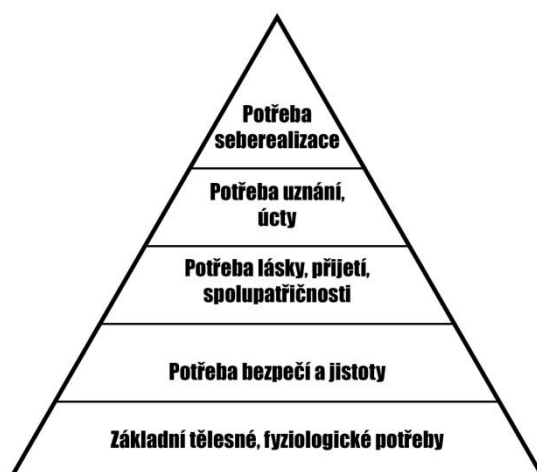 Potřeba
seberealizace
Potřeba uznání,
úcty
Potřeba lásky, přijetí,
spolupatřičnosti
Potřeba bezpečí a jistoty
Základní tělesné, fyziologické potřeby